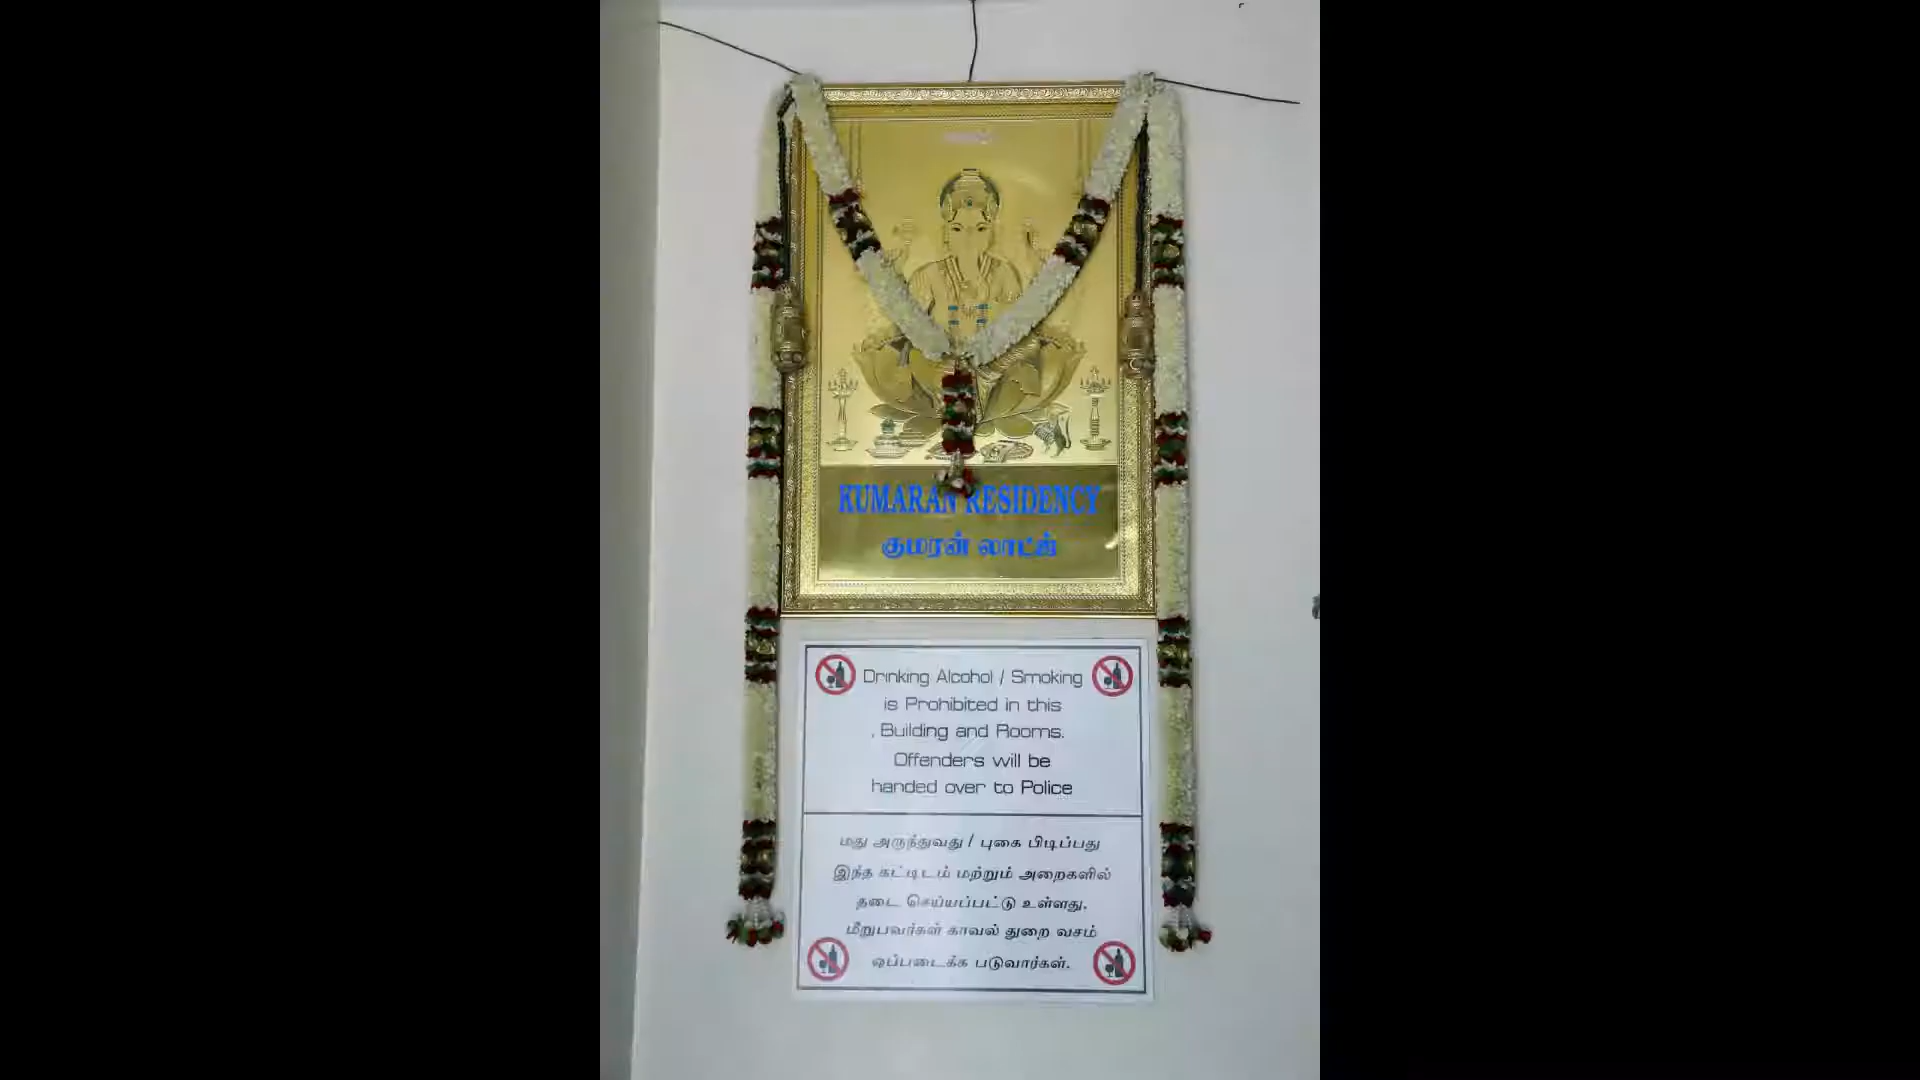 KUMARAN RESIDENCY
குமரன் லாட்ஜ்
Drinking Alcohol / Smoking
is Prohibited in this
Building and Rooms.
Offenders will be
handed over to Police
மது அருந்துவது / புகை பிடிப்பது
இந்த கட்டிடம் மற்றும் அறைகளில்
தடை செய்யப்பட்டு உள்ளது.
மீறுபவர்கள் காவல் துறை வசம்
ஒப்படைக்க படுவார்கள்.